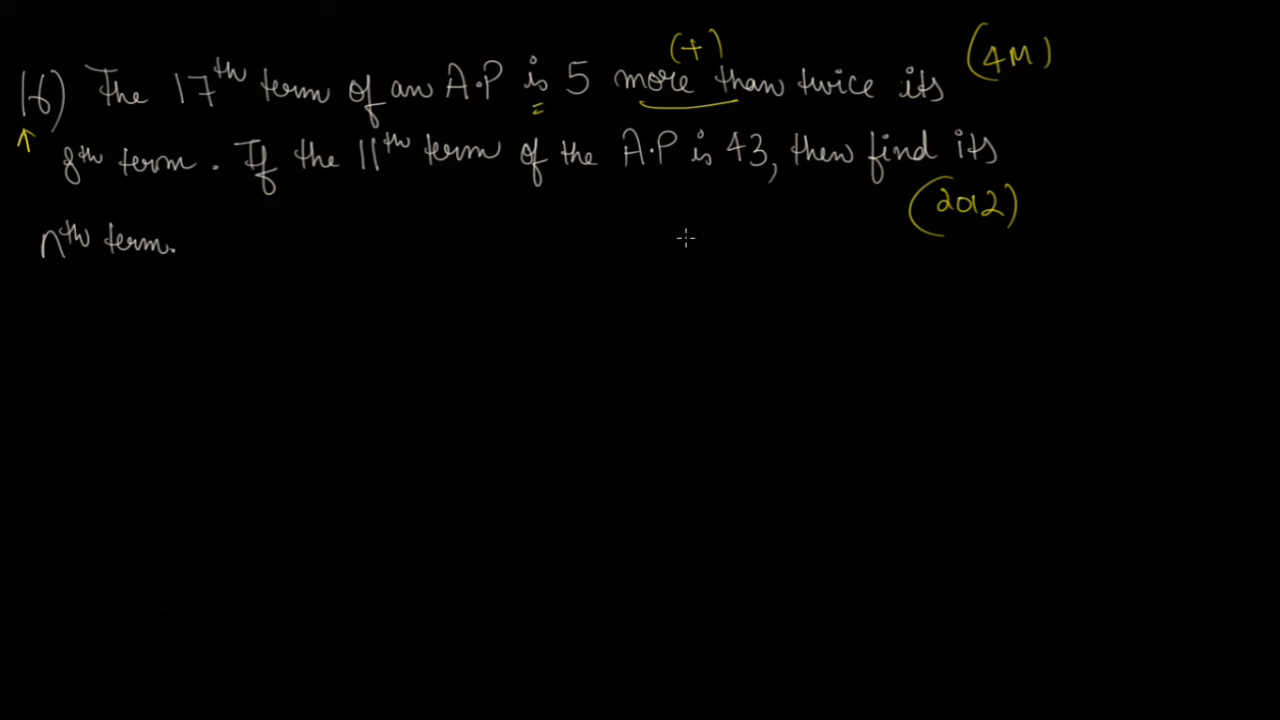 (+)
16) The 17th term of an A.P is 5 more than twice its (4M)
8th term. If the 11th term of the A.P is 43, then find its
(2012)
nth term.